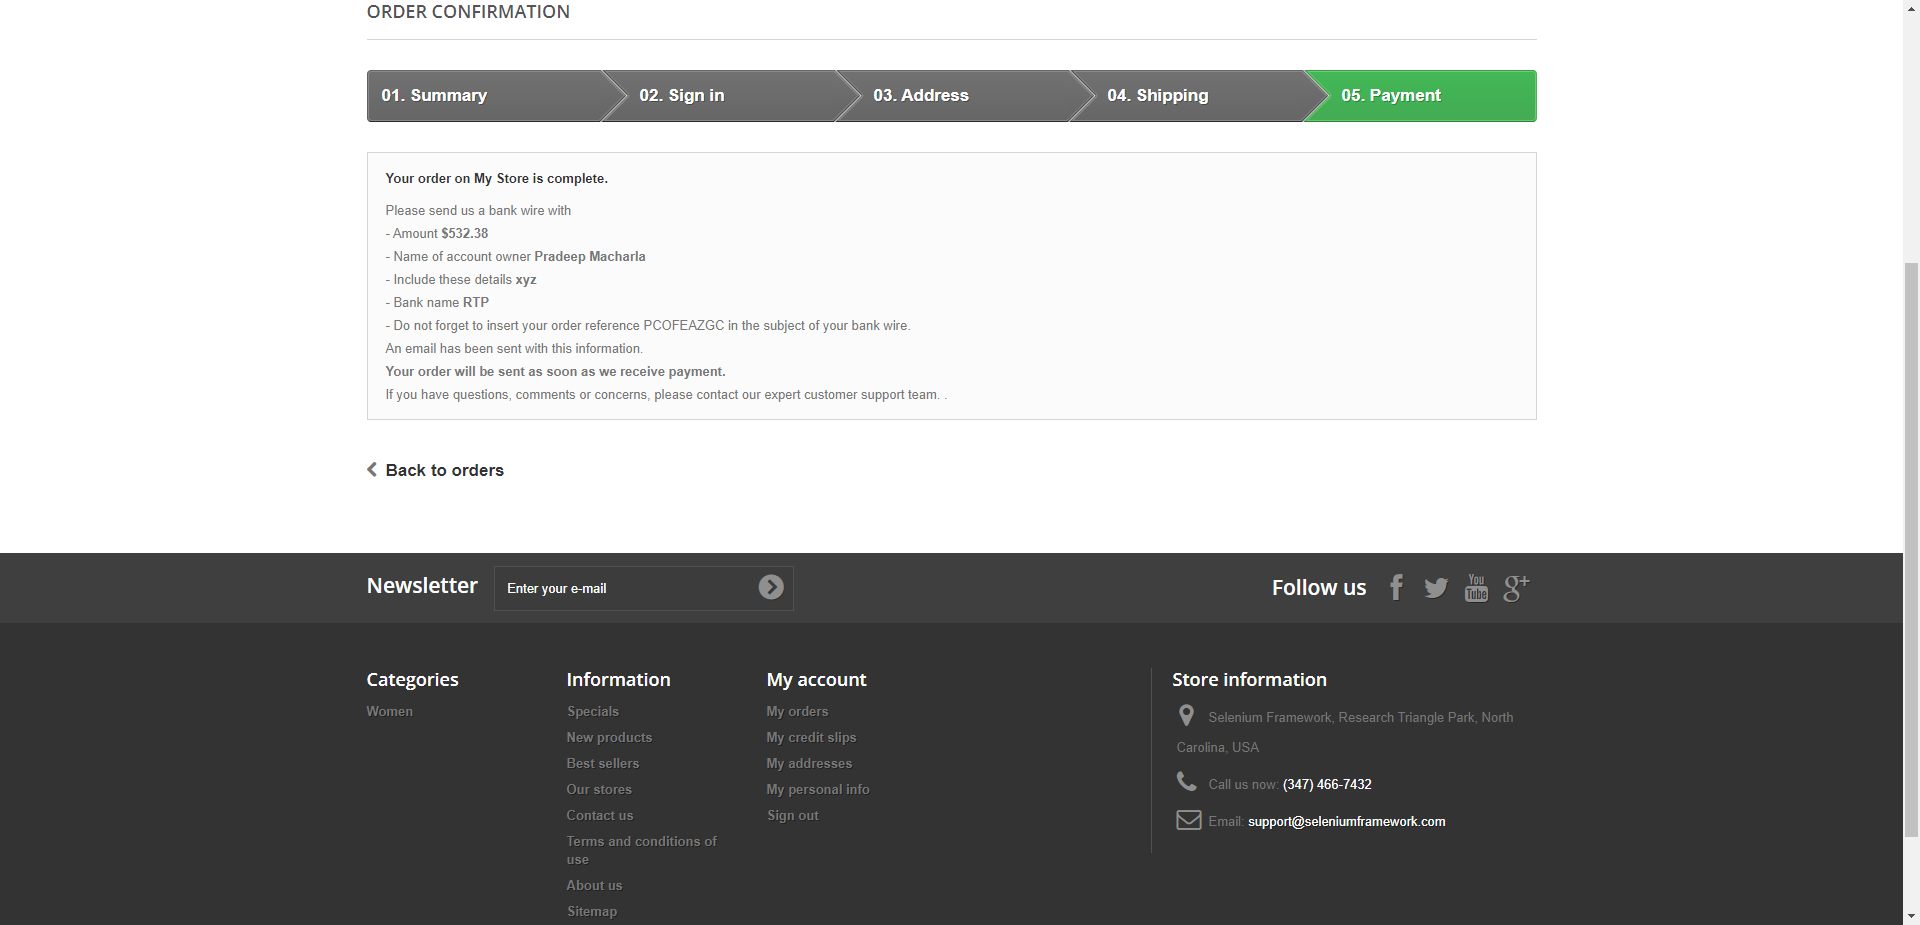 ORDER CONFIRMATION
01. Summary
02. Sign in
03. Address
04. Shipping
05. Payment
Your order on My Store is complete.
Please send us a bank wire with
- Amount $532.38
- Name of account owner Pradeep Macharla
- Include these details xyz
- Bank name RTP
- Do not forget to insert your order reference PCOFEAZGC in the subject of your bank wire.
An email has been sent with this information.
Your order will be sent as soon as we receive payment.
If you have questions, comments or concerns, please contact our expert customer support team. .
Back to orders
Newsletter
Enter your e-mail
Follow us
You
Tube
g+
Categories
Women
Information
Specials
New products
Best sellers
Our stores
Contact us
Terms and conditions of
use
About us
Sitemap
My account
My orders
My credit slips
My addresses
My personal info
Sign out
Store information
Selenium Framework, Research Triangle Park, North
Carolina, USA
Call us now: (347) 466-7432
Email: support@seleniumframework.com